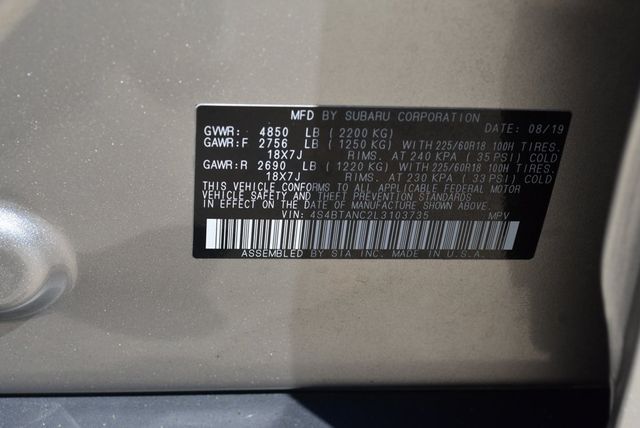 MFD BY SUBARU CORPORATION
GVWR: 4850 LB (2200 KG) DATE: 08/19
GAWR:F 2756 LB (1250 KG) WITH 225/60R18 100H TIRES.
18X7J RIMS. AT 240 KPA (35 PSI) COLD
GAWR:R 2690 LB (1220 KG) WITH 225/60R18 100H TIRES.
18X7J RIMS. AT 230 KPA (33 PSI) COLD
THIS VEHICLE CONFORMS TO ALL APPLICABLE FEDERAL MOTOR
VEHICLE SAFETY AND BUMPER STANDARDS
IN EFFECT ON THE DATE OF MANUFACTURE SHOWN ABOVE.
VIN: 4S4BTANC2L3103735 MPV
ASSEMBLED BY SIA INC. MADE IN U.S.A.